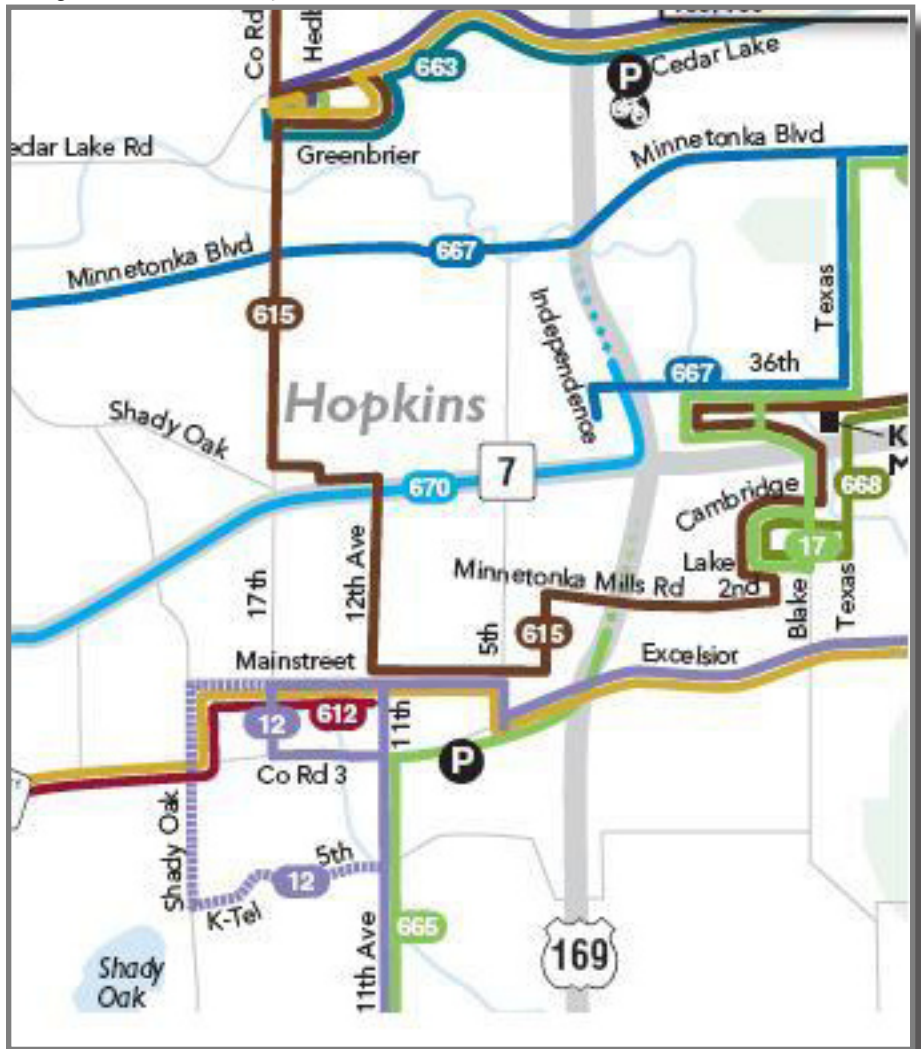 Co Rd
Hedb
663
P
Cedar Lake
edar Lake Rd
Greenbrier
Minnetonka Blvd
Minnetonka Blvd
667
615
Independence
Texas
36th
667
Hopkins
Shady Oak
7
670
K
M
668
Cambridge
17
Lake
Minnetonka Mills Rd
2nd
17th
12th Ave
5th
615
Blake
Texas
Mainstreet
Excelsior
12
612
11th
P
Co Rd 3
Shady Oak
5th
12
K-Tel
11th Ave
665
169
Shady
Oak